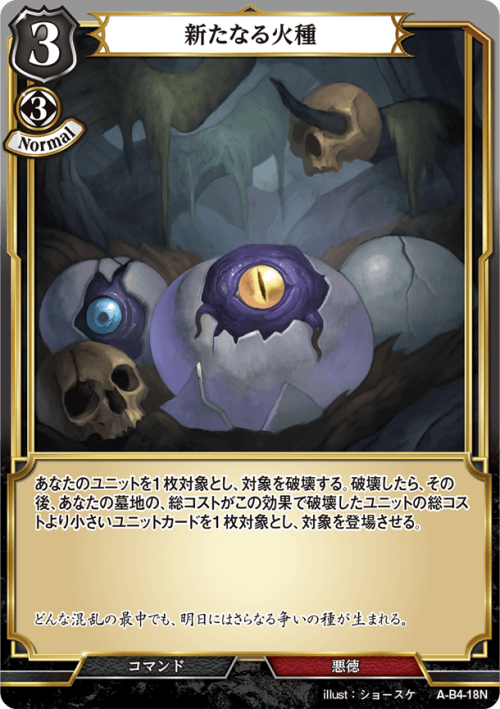 3
新たなる火種
3
Normal
あなたのユニットを1枚対象とし、対象を破壊する。破壊したら、その
後、あなたの墓地の、総コストがこの効果で破壊したユニットの総コス
トより小さいユニットカードを1枚対象とし、対象を登場させる。
どんな混乱の最中でも、明日にはさらなる争いの種が生まれる。
コマンド
悪徳
illust：ショースケ
A-B4-18N